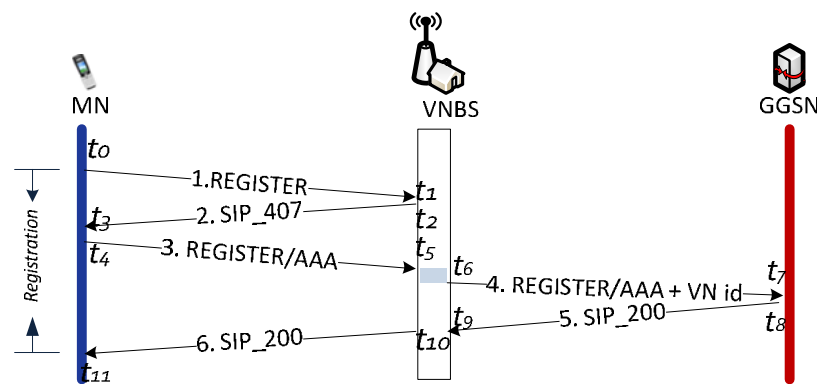 MN
VNBS
GGSN
t0
1.REGISTER
t1
2. SIP_407
t2
t3
t4
3. REGISTER/AAA
t5
t6
4. REGISTER/AAA + VN id
t7
5. SIP_200
t8
t9
6. SIP_200
t10
t11
Registration